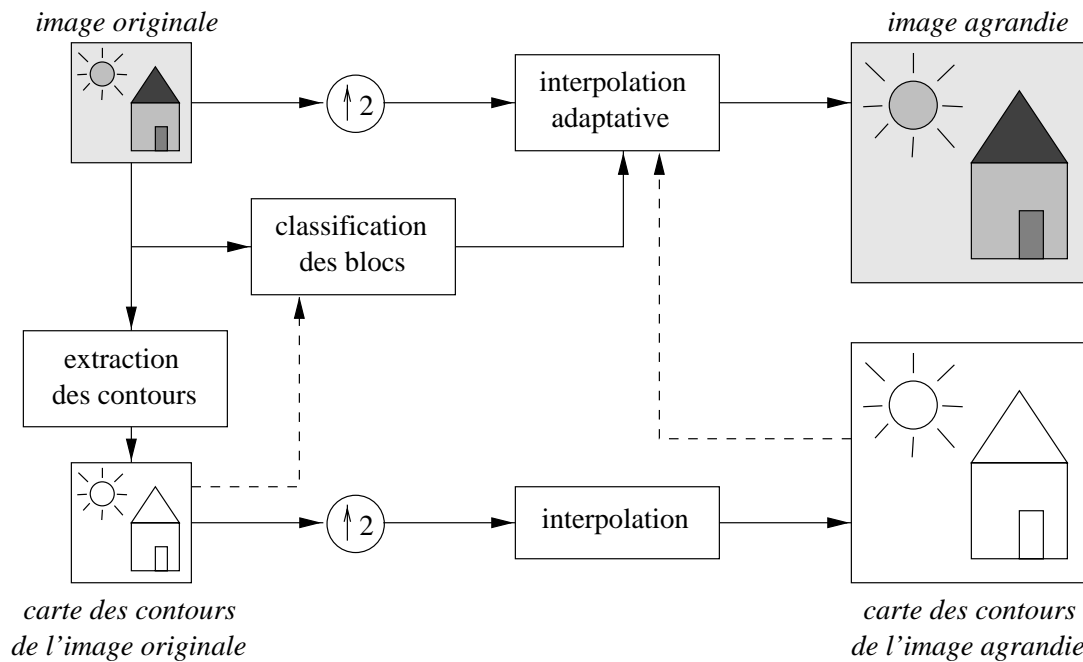 image originale
image agrandie
↑2
interpolation
adaptative
classification
des blocs
extraction
des contours
↑2
interpolation
carte des contours
de l'image originale
carte des contours
de l'image agrandie